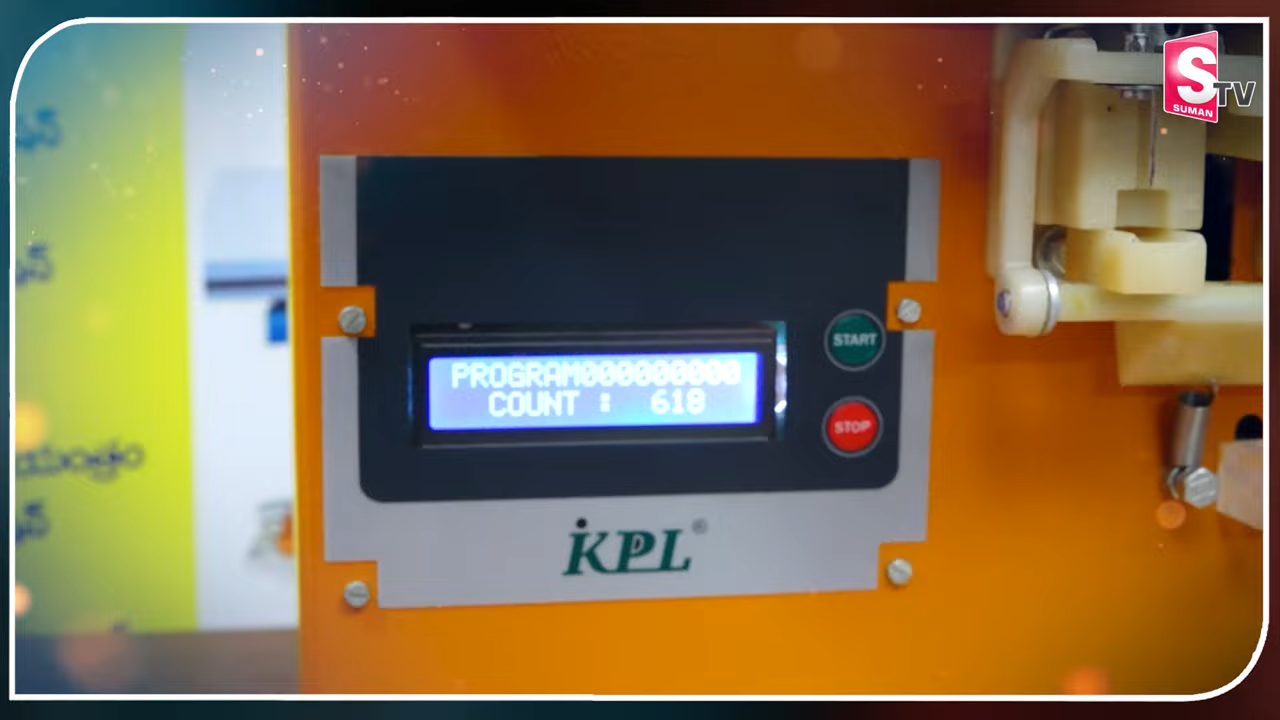 S TV
SUMAN
START
PROGRAM000000000
COUNT : 618
STOP
KPL®